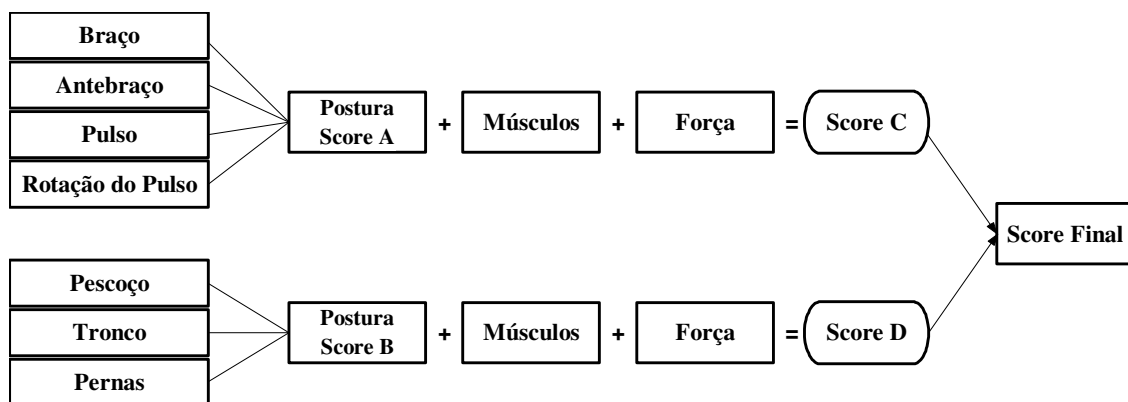 Braço
Antebraço
Pulso
Rotação do Pulso
Postura
Score A
+
Músculos
+
Força
=
Score C
Score Final
Pescoço
Tronco
Pernas
Postura
Score B
+
Músculos
+
Força
=
Score D